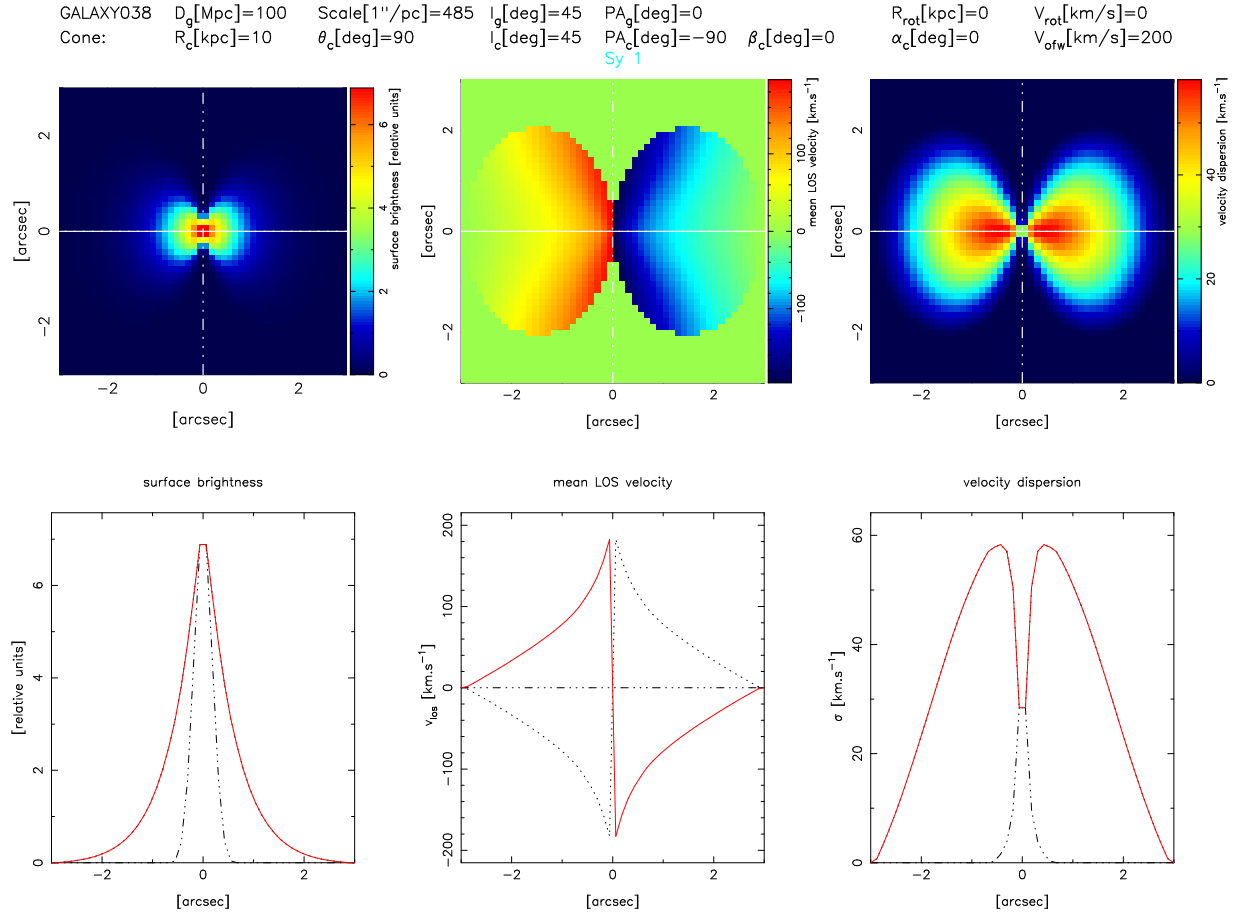 GALAXY038 D_g[Mpc]=100 Scale[1"/pc]=485 I_g[deg]=45 PA_g[deg]=0 R_rot[kpc]=0 V_rot[km/s]=0
Cone: R_c[kpc]=10 θ_c[deg]=90 I_c[deg]=45 PA_c[deg]=−90 β_c[deg]=0 α_c[deg]=0 V_ofw[km/s]=200
Sy 1
[arcsec]
2
0
−2
−2 0 2
[arcsec]
0 2 4 6
surface brightness [relative units]
[arcsec]
2
0
−2
−2 0 2
[arcsec]
−100 0 100
mean LOS velocity [km.s⁻¹]
[arcsec]
2
0
−2
−2 0 2
[arcsec]
0 20 40
velocity dispersion [km.s⁻¹]
surface brightness
[relative units]
0 2 4 6
−2 0 2
[arcsec]
mean LOS velocity
v_los [km.s⁻¹]
−200 −100 0 100 200
−2 0 2
[arcsec]
velocity dispersion
σ [km.s⁻¹]
0 20 40 60
−2 0 2
[arcsec]